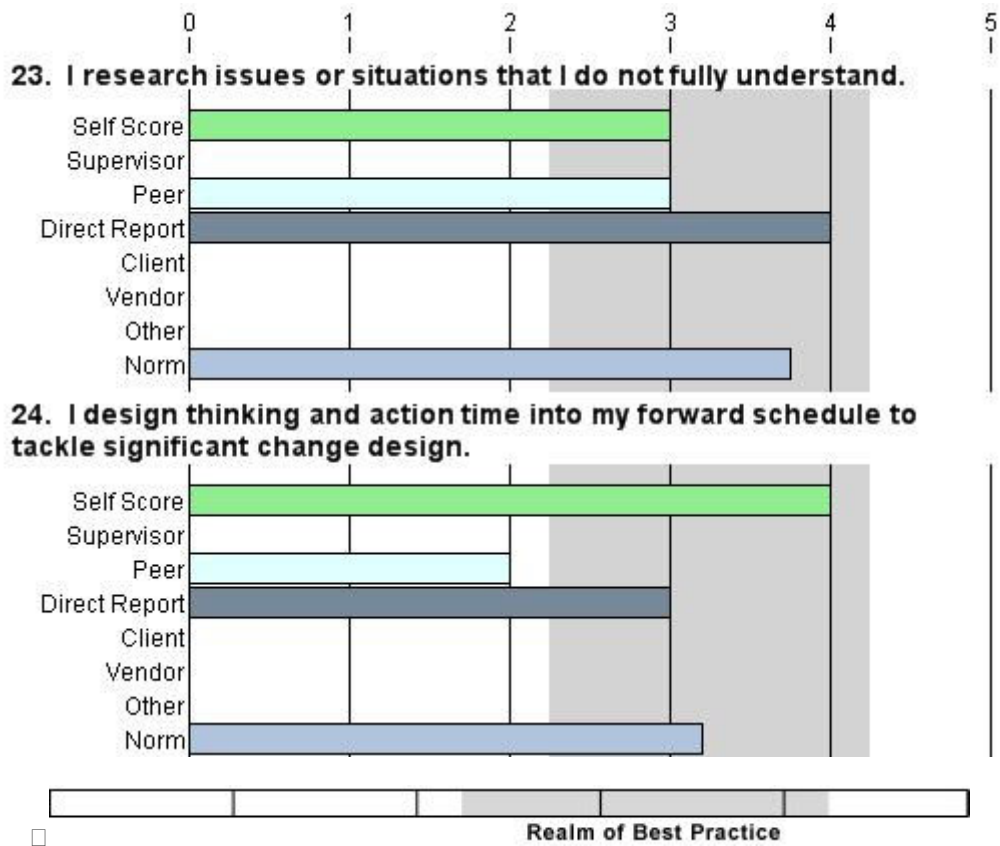 0 1 2 3 4 5
23. I research issues or situations that I do not fully understand.
Self Score
Supervisor
Peer
Direct Report
Client
Vendor
Other
Norm
24. I design thinking and action time into my forward schedule to
tackle significant change design.
Self Score
Supervisor
Peer
Direct Report
Client
Vendor
Other
Norm
Realm of Best Practice